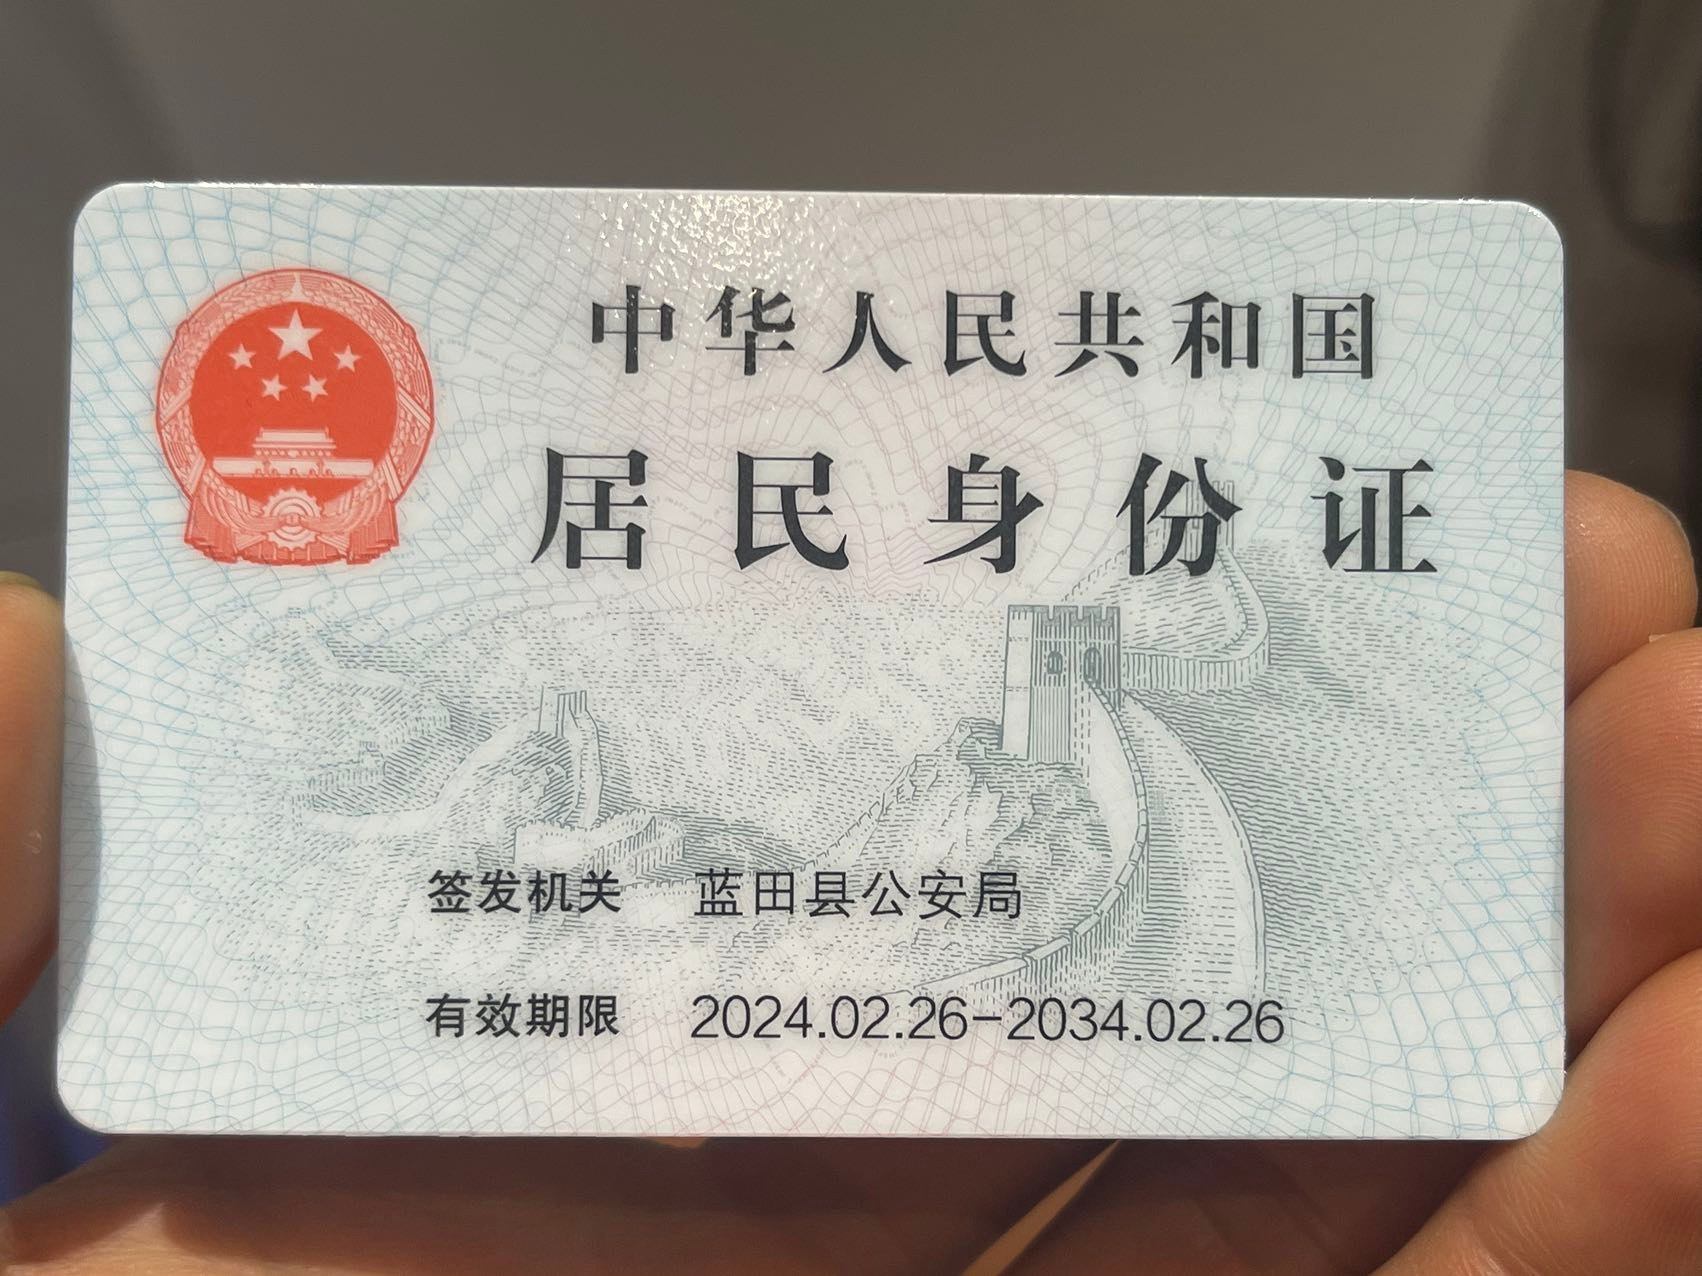 中华人民共和国
居民身份证
签发机关 蓝田县公安局
有效期限 2024.02.26-2034.02.26